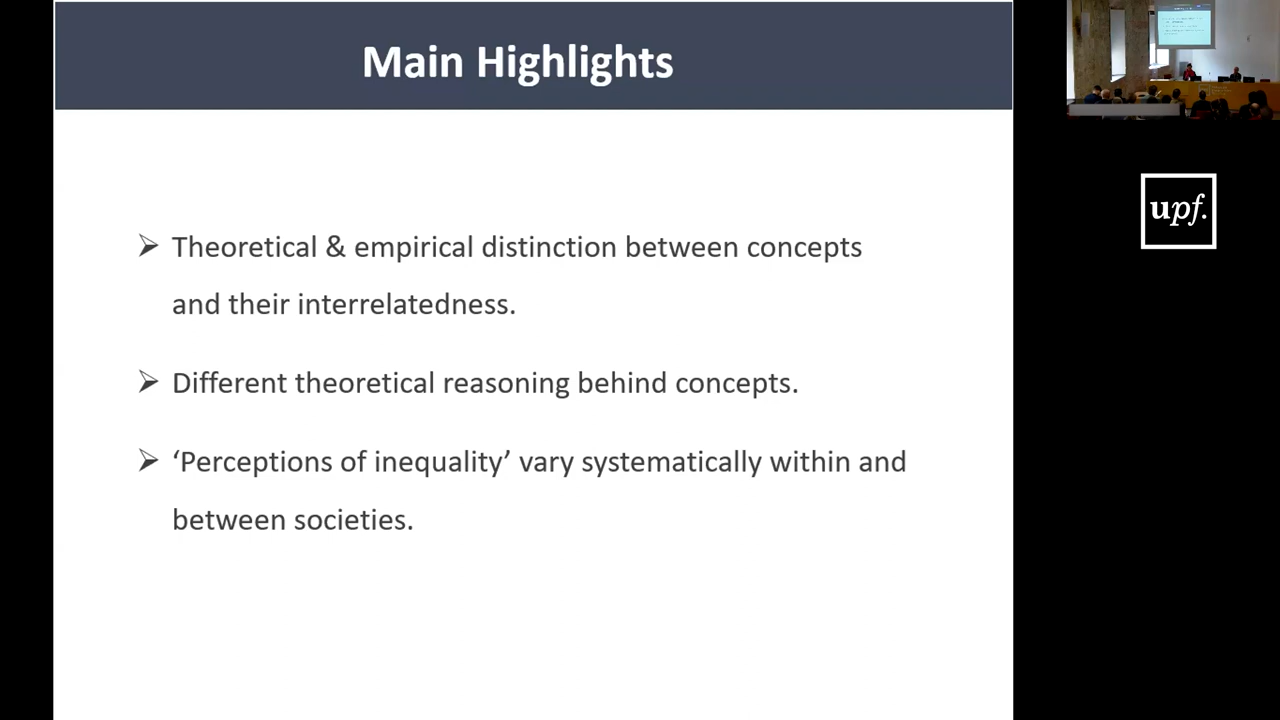 Main Highlights
➢ Theoretical & empirical distinction between concepts
and their interrelatedness.
➢ Different theoretical reasoning behind concepts.
➢ ‘Perceptions of inequality’ vary systematically within and
between societies.
upf.